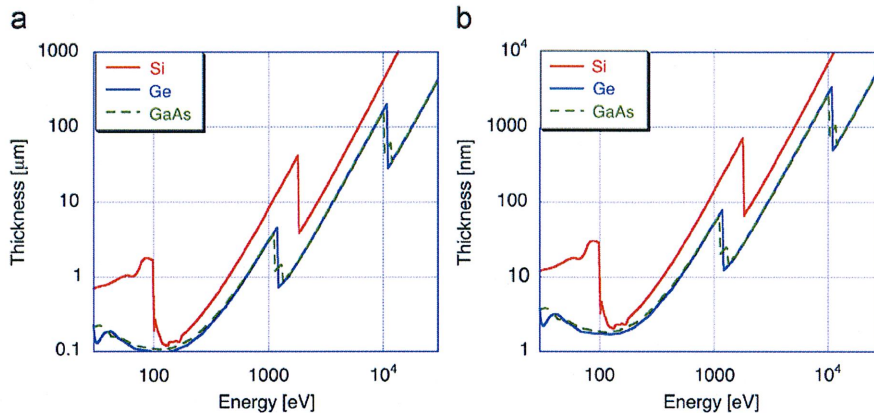 a
1000
100
10
1
0.1
Thickness [μm]
Si
Ge
GaAs
100
1000
10⁴
Energy [eV]
b
10⁴
1000
100
10
1
Thickness [nm]
Si
Ge
GaAs
100
1000
10⁴
Energy [eV]